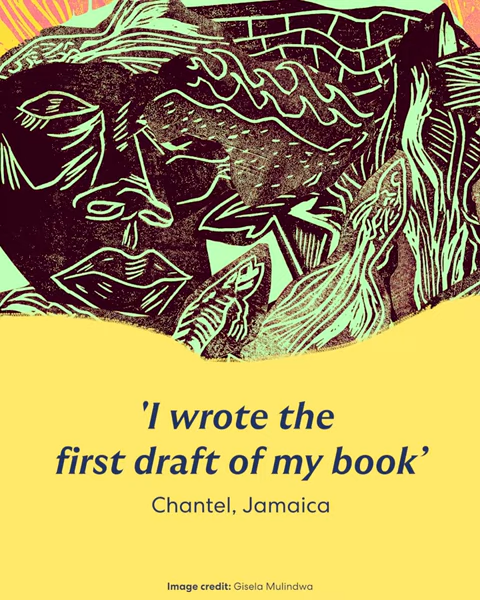 'I wrote the
first draft of my book’
Chantel, Jamaica
Image credit: Gisela Mulindwa